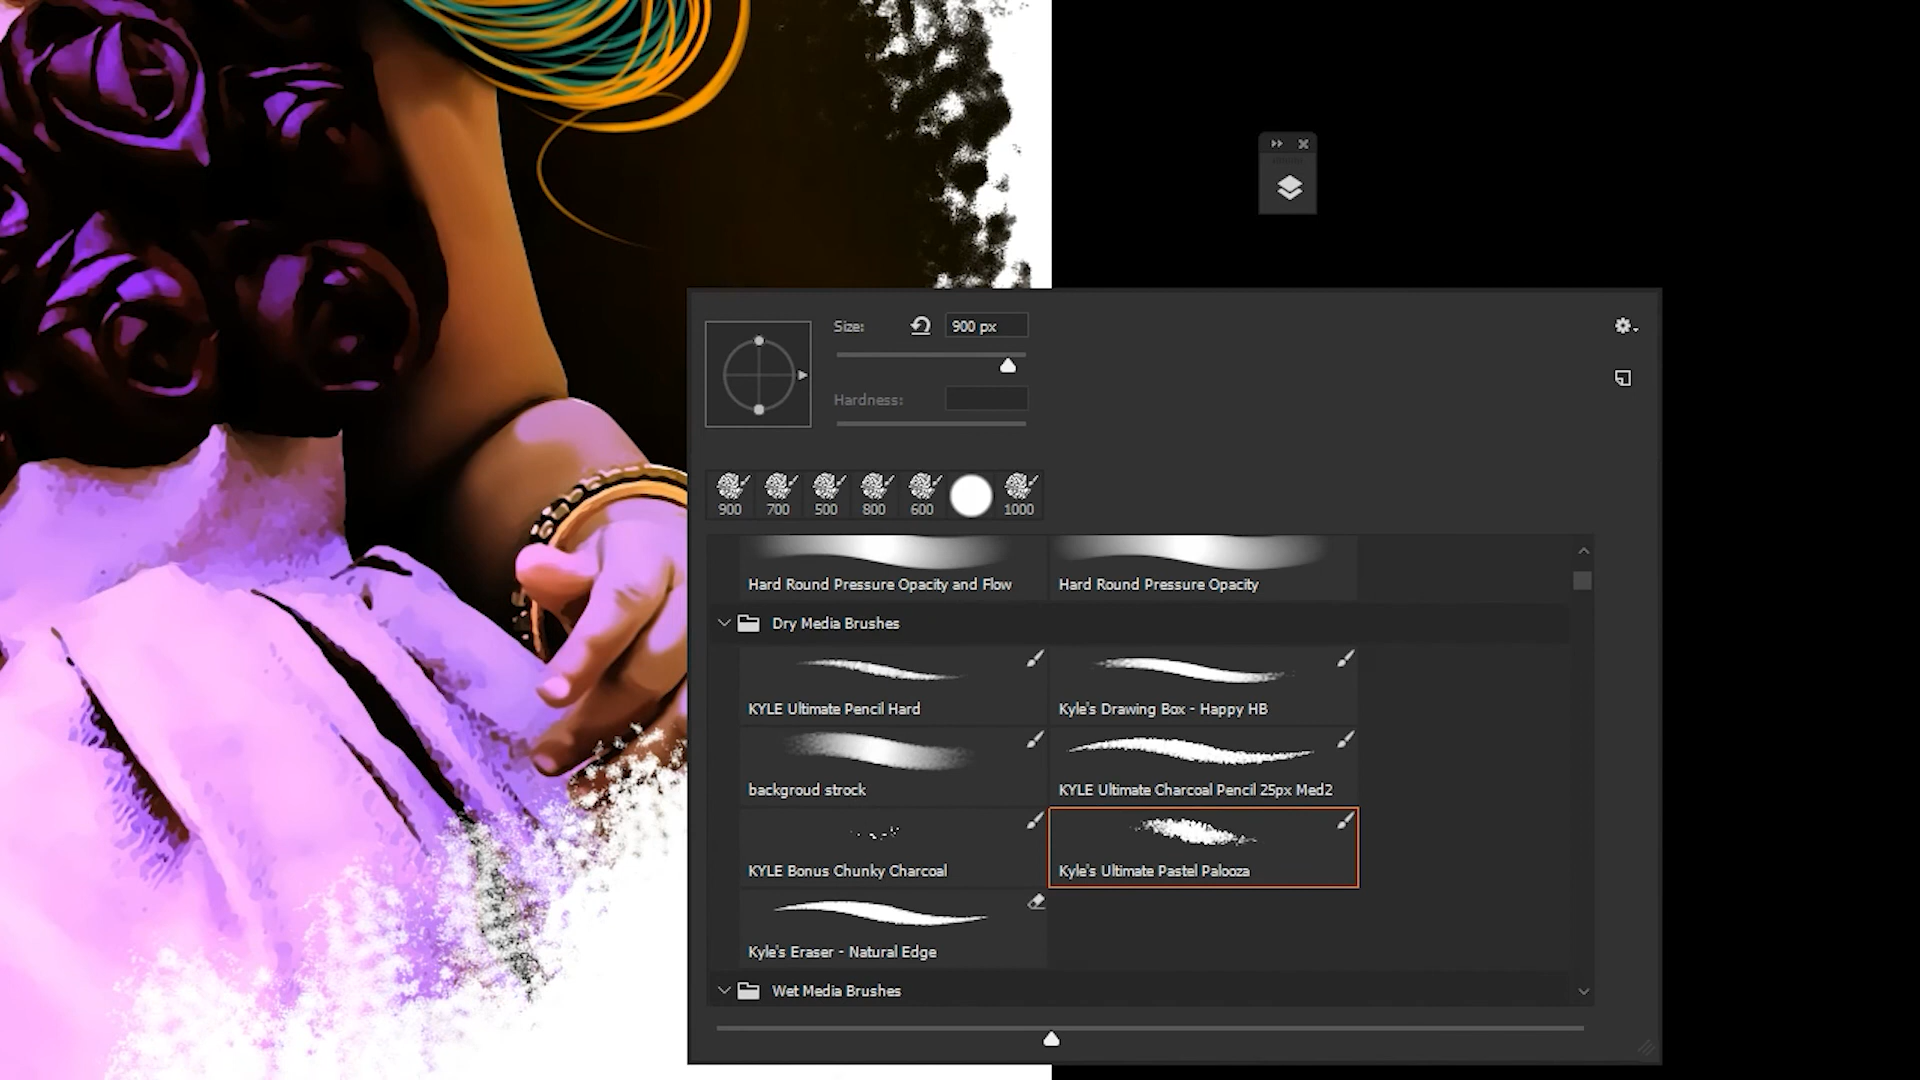 Size:
900 px
Hardness:
900
700
500
800
600
1000
Hard Round Pressure Opacity and Flow
Hard Round Pressure Opacity
Dry Media Brushes
KYLE Ultimate Pencil Hard
Kyle's Drawing Box - Happy HB
backgroud strock
KYLE Ultimate Charcoal Pencil 25px Med2
KYLE Bonus Chunky Charcoal
Kyle's Ultimate Pastel Palooza
Kyle's Eraser - Natural Edge
Wet Media Brushes